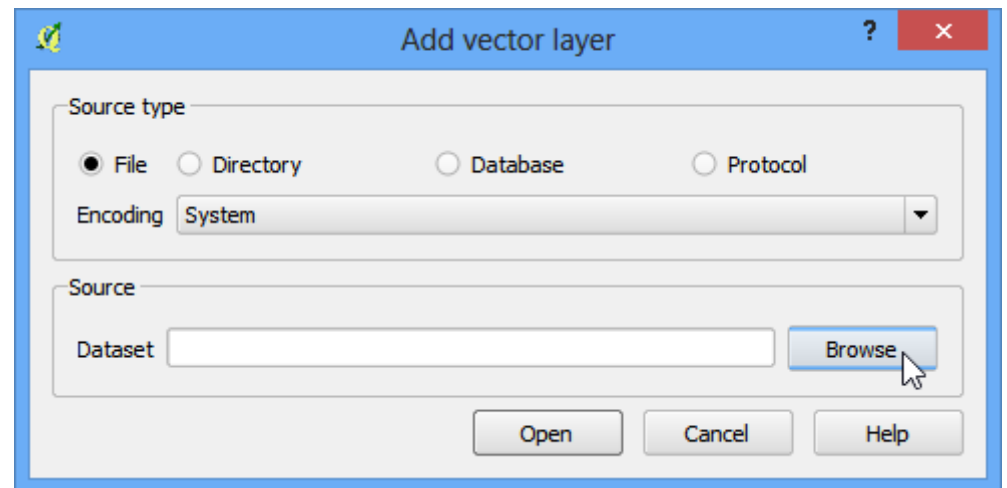 Add vector layer ? ×
Source type
File Directory Database Protocol
Encoding System
Source
Dataset Browse
Open Cancel Help